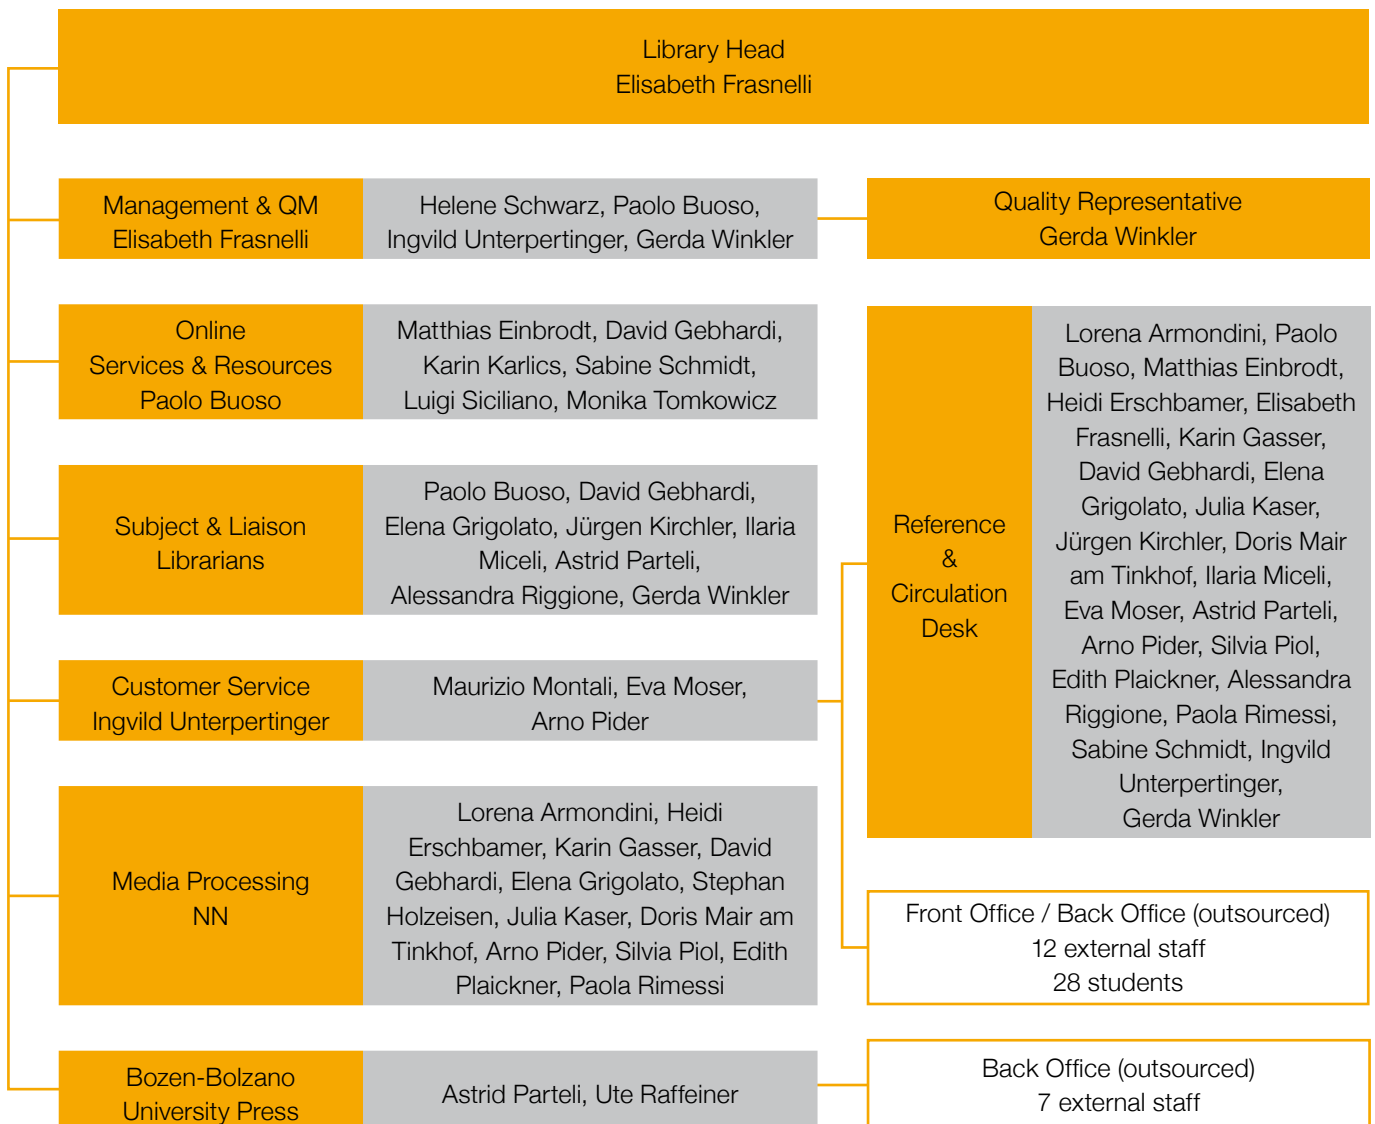 Library Head
Elisabeth Frasnelli
Management & QM
Elisabeth Frasnelli
Helene Schwarz, Paolo Buoso,
Ingvild Unterpertinger, Gerda Winkler
Quality Representative
Gerda Winkler
Online
Services & Resources
Paolo Buoso
Matthias Einbrodt, David Gebhardi,
Karin Karlics, Sabine Schmidt,
Luigi Siciliano, Monika Tomkowicz
Subject & Liaison
Librarians
Paolo Buoso, David Gebhardi,
Elena Grigolato, Jürgen Kirchler, Ilaria
Miceli, Astrid Parteli,
Alessandra Riggione, Gerda Winkler
Customer Service
Ingvild Unterpertinger
Maurizio Montali, Eva Moser,
Arno Pider
Reference
&
Circulation
Desk
Lorena Armondini, Paolo
Buoso, Matthias Einbrodt,
Heidi Erschbamer, Elisabeth
Frasnelli, Karin Gasser,
David Gebhardi, Elena
Grigolato, Julia Kaser,
Jürgen Kirchler, Doris Mair
am Tinkhof, Ilaria Miceli,
Eva Moser, Astrid Parteli,
Arno Pider, Silvia Piol,
Edith Plaickner, Alessandra
Riggione, Paola Rimessi,
Sabine Schmidt, Ingvild
Unterpertinger,
Gerda Winkler
Media Processing
NN
Lorena Armondini, Heidi
Erschbamer, Karin Gasser, David
Gebhardi, Elena Grigolato, Stephan
Holzeisen, Julia Kaser, Doris Mair am
Tinkhof, Arno Pider, Silvia Piol, Edith
Plaickner, Paola Rimessi
Front Office / Back Office (outsourced)
12 external staff
28 students
Bozen-Bolzano
University Press
Astrid Parteli, Ute Raffeiner
Back Office (outsourced)
7 external staff